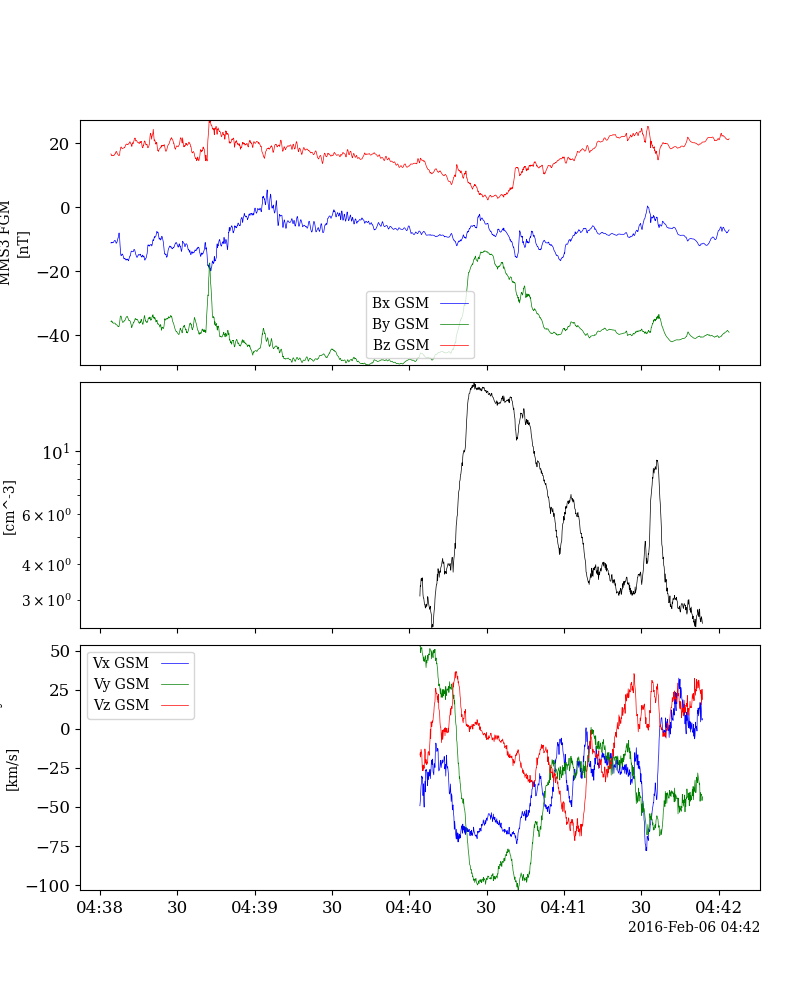 MMS3 FGM
[nT]
20
0
−20
−40
Bx GSM
By GSM
Bz GSM
[cm^-3]
10¹
6 × 10⁰
4 × 10⁰
3 × 10⁰
[km/s]
50
25
0
−25
−50
−75
−100
Vx GSM
Vy GSM
Vz GSM
04:38
30
04:39
30
04:40
30
04:41
30
04:42
2016-Feb-06 04:42